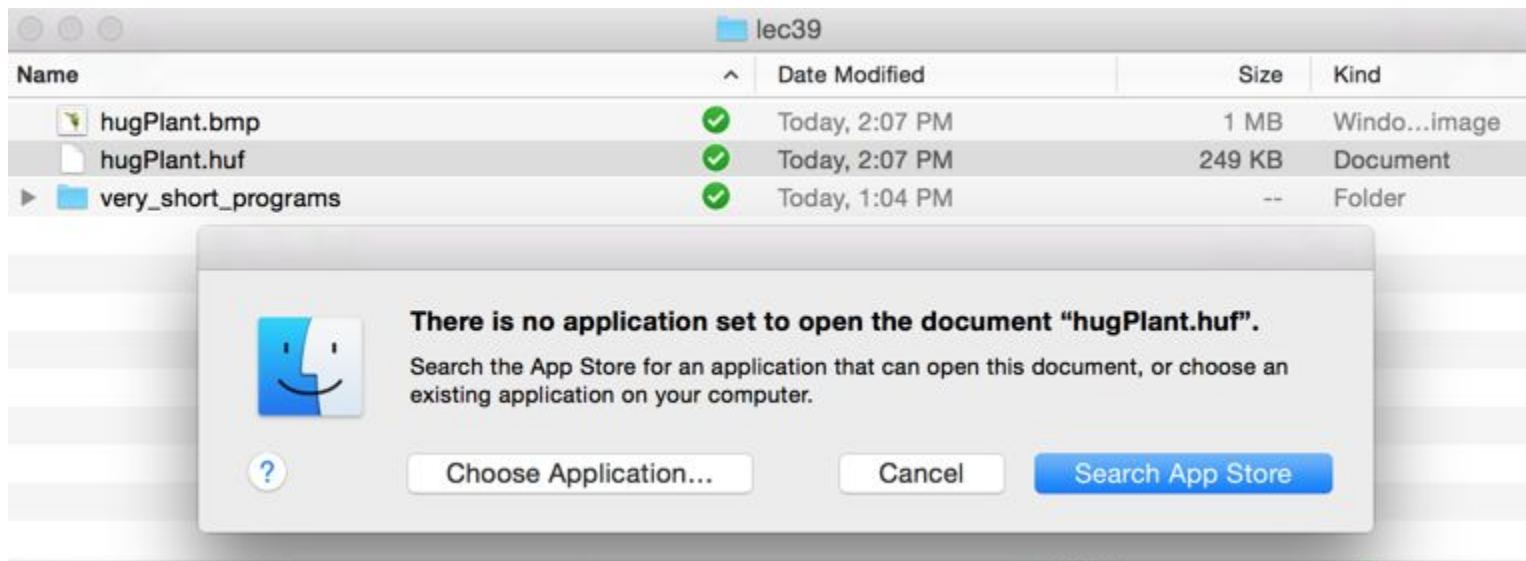 lec39
Name Date Modified Size Kind
hugPlant.bmp Today, 2:07 PM 1 MB Windo...image
hugPlant.huf Today, 2:07 PM 249 KB Document
very_short_programs Today, 1:04 PM -- Folder
There is no application set to open the document “hugPlant.huf”.
Search the App Store for an application that can open this document, or choose an
existing application on your computer.
? Choose Application... Cancel Search App Store